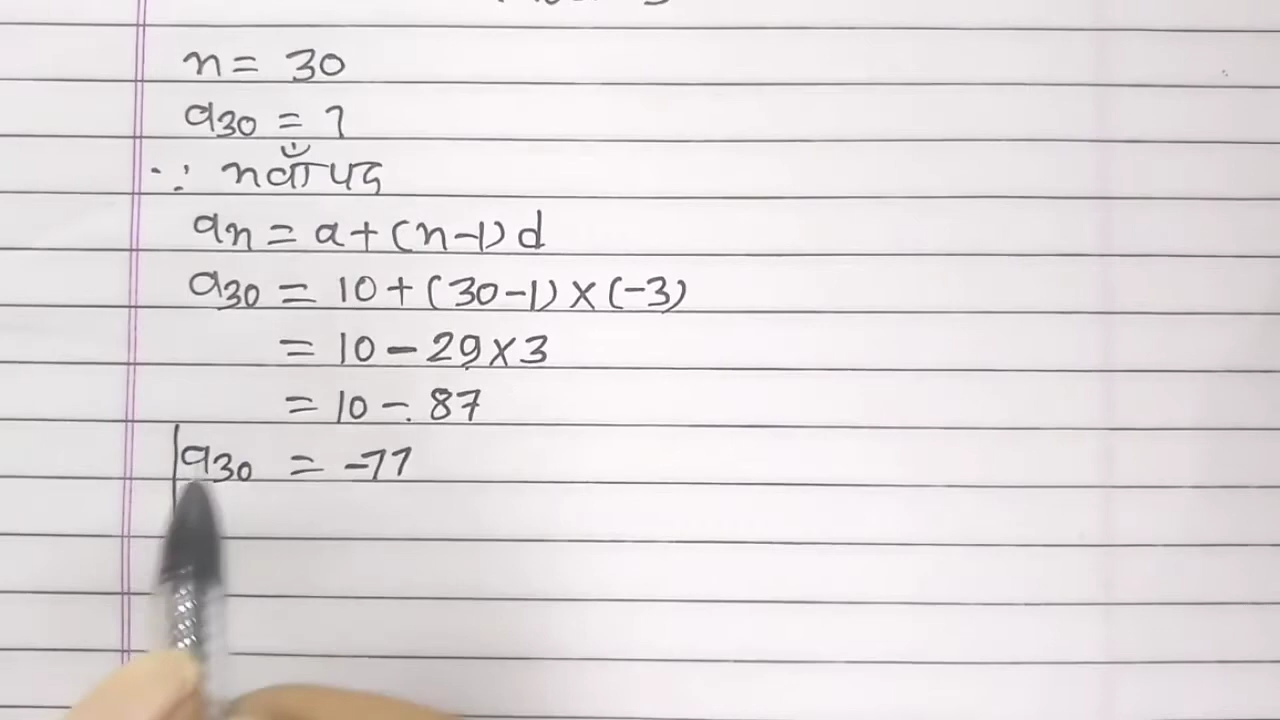 n = 30
a30 = ?
∵ nवाँ पद
an = a + (n-1) d
a30 = 10 + (30-1) × (-3)
= 10 - 29 × 3
= 10 - 87
a30 = -77